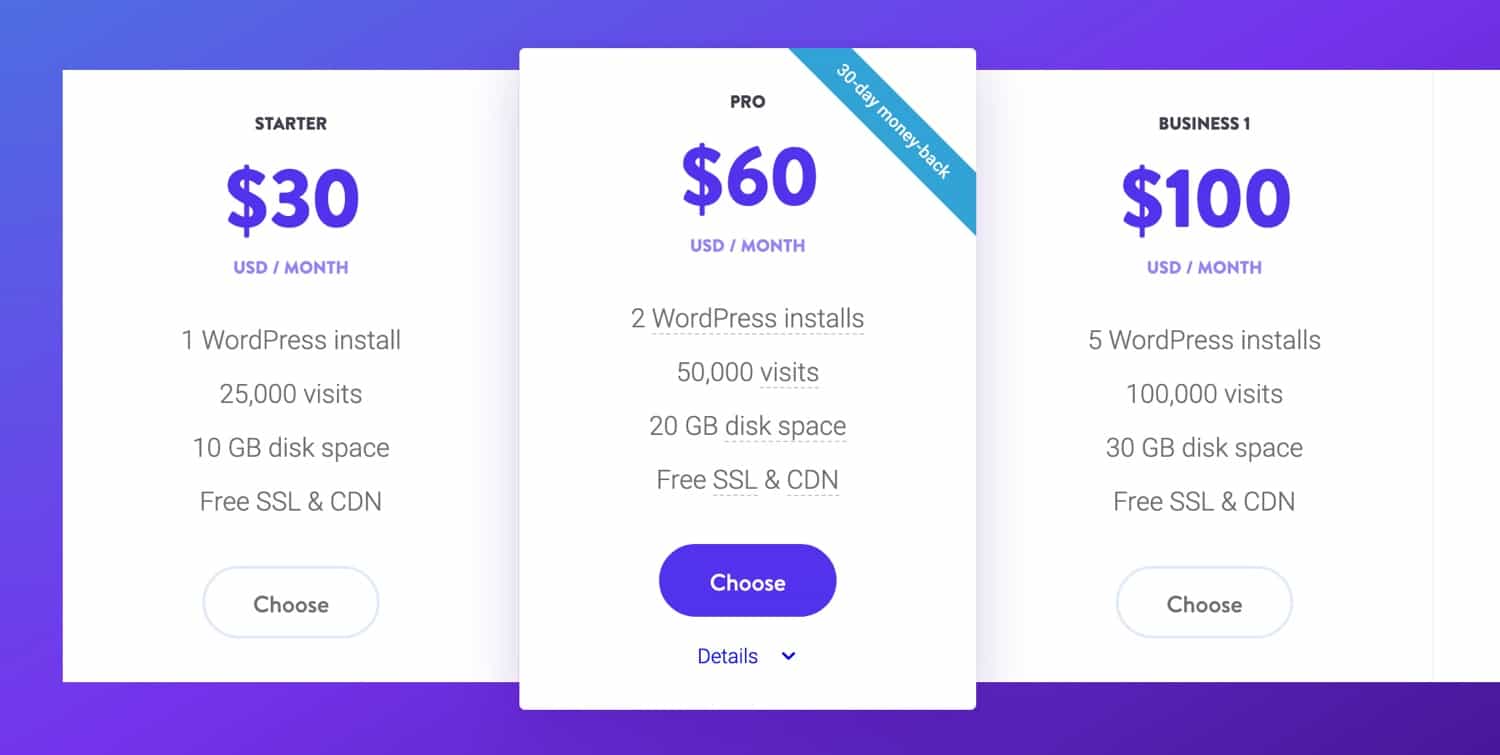 STARTER
$30
USD / MONTH
1 WordPress install
25,000 visits
10 GB disk space
Free SSL & CDN
Choose
30-day money-back
PRO
$60
USD / MONTH
2 WordPress installs
50,000 visits
20 GB disk space
Free SSL & CDN
Choose
Details
BUSINESS 1
$100
USD / MONTH
5 WordPress installs
100,000 visits
30 GB disk space
Free SSL & CDN
Choose